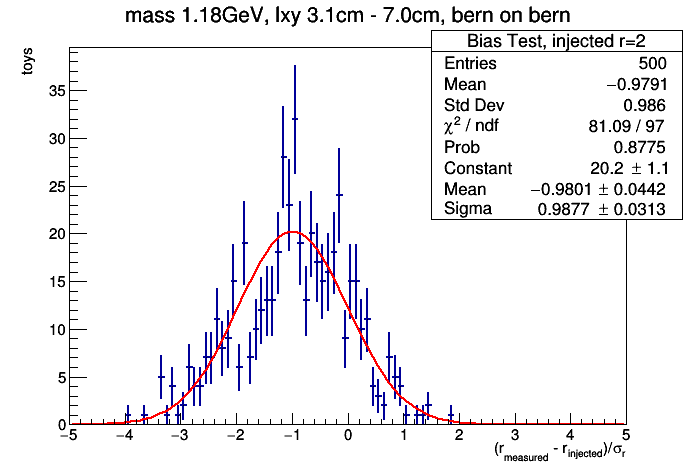 mass 1.18GeV, lxy 3.1cm - 7.0cm, bern on bern
Bias Test, injected r=2
Entries 500
Mean −0.9791
Std Dev 0.986
χ² / ndf 81.09 / 97
Prob 0.8775
Constant 20.2 ± 1.1
Mean −0.9801 ± 0.0442
Sigma 0.9877 ± 0.0313
toys
35
30
25
20
15
10
5
0
−5 −4 −3 −2 −1 0 1 2 3 4 5
(r_measured - r_injected)/σ_r